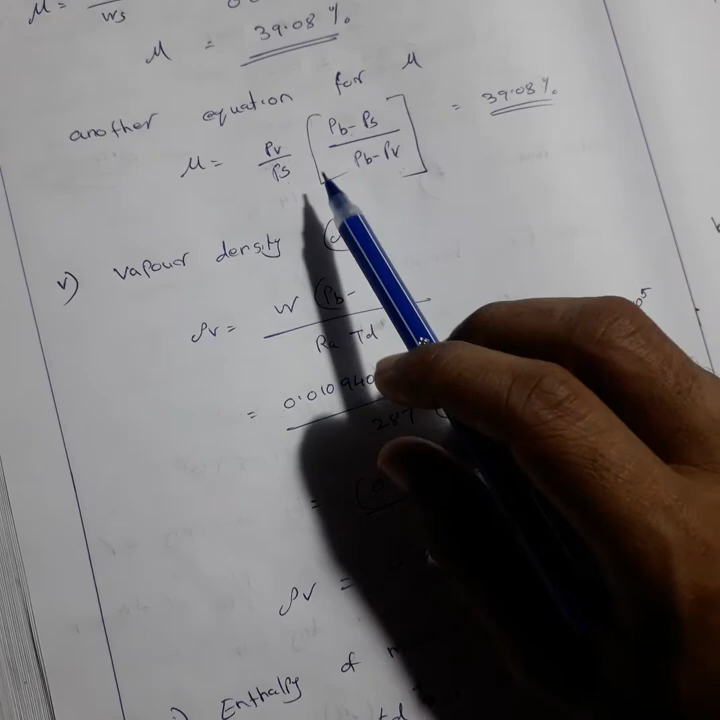 μ =
Ws
μ = 39.08 %.
another equation for μ
μ = Pv/Ps [Pb - Ps / Pb - Pv] = 39.08 %.
v) vapour density
ρv = W (Pb -
Ra Td
= 0.010940
287
=
ρv =
Enthalpy of
td